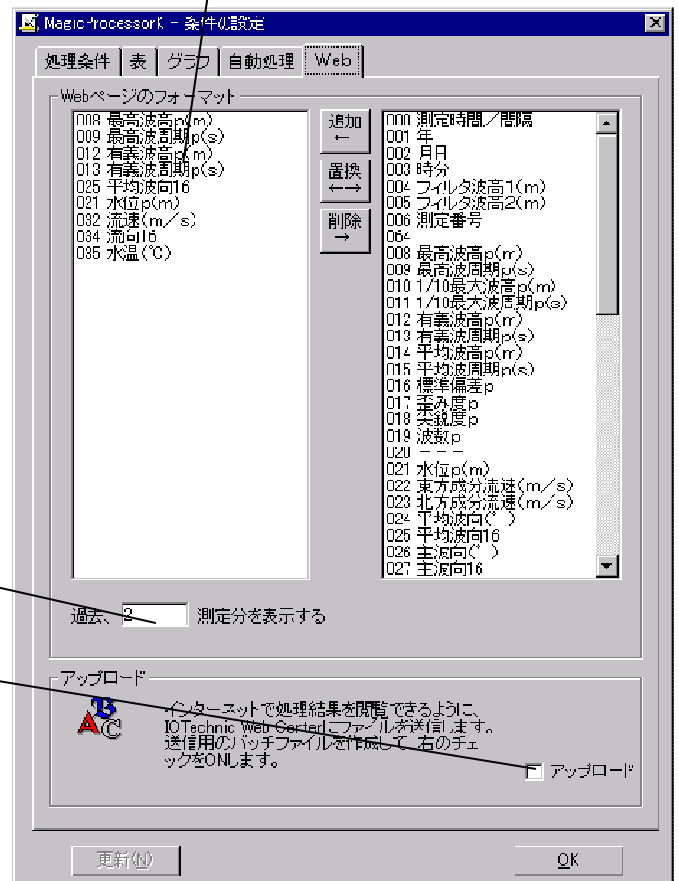 MagicProcessorK - 条件の設定
処理条件 表 グラフ 自動処理 Web
Webページのフォーマット
008 最高波高p(m)
009 最高波周期p(s)
012 有義波高p(m)
013 有義波周期p(s)
025 平均波向16
021 水位p(m)
032 流速(m/s)
034 流向16
035 水温(℃)
追加
←
置換
←→
削除
→
000 測定時間/間隔
001 年
002 月日
003 時分
004 フィルタ波高1(m)
005 フィルタ波高2(m)
006 測定番号
064
008 最高波高p(m)
009 最高波周期p(s)
010 1/10最大波高p(m)
011 1/10最大波周期p(s)
012 有義波高p(m)
013 有義波周期p(s)
014 平均波高p(m)
015 平均波周期p(s)
016 標準偏差p
017 歪み度p
018 尖鋭度p
019 波数p
020 - - -
021 水位p(m)
022 東方成分流速(m/s)
023 北方成分流速(m/s)
024 平均波向(°)
025 平均波向16
026 主波向(°)
027 主波向16
過去、 2 測定分を表示する
アップロード
インターネットで処理結果を閲覧できるように、
IOTechnic Web Centerにファイルを送信します。
送信用のバッチファイルを作成して、右のチェ
ックをONします。
アップロード
更新(N)
OK